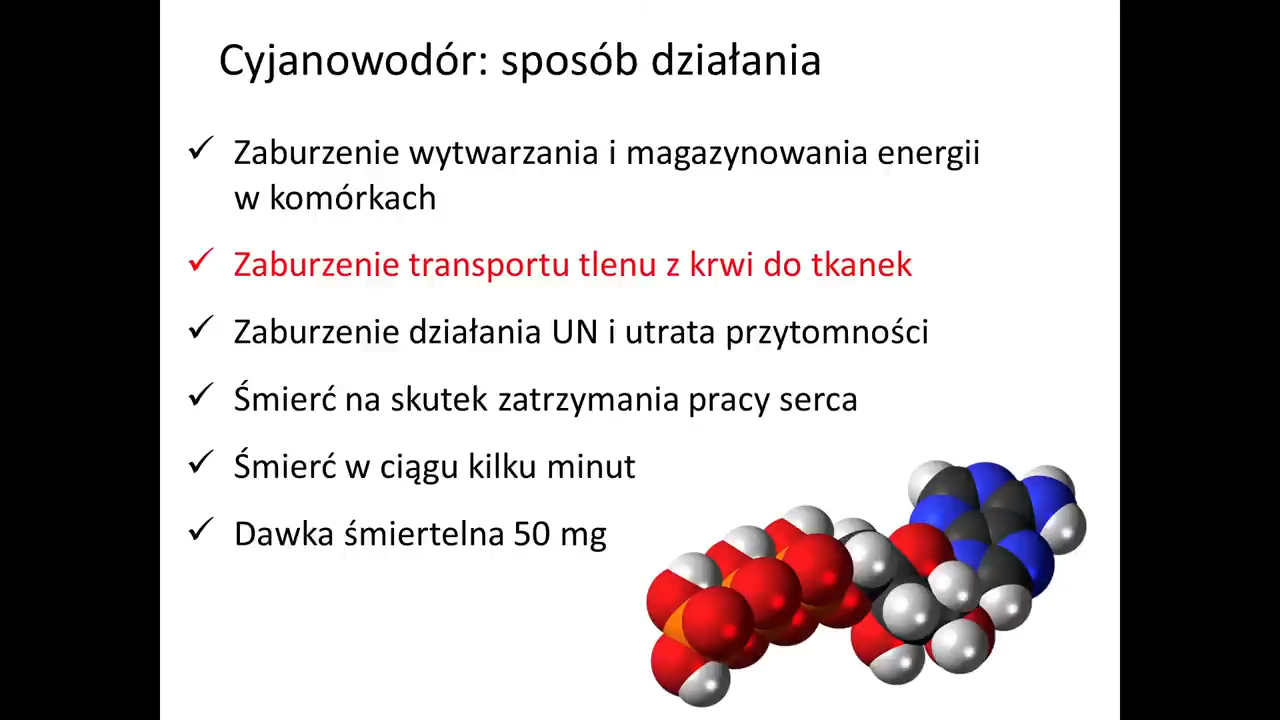 Cyjanowodór: sposób działania
✓ Zaburzenie wytwarzania i magazynowania energii
w komórkach
✓ Zaburzenie transportu tlenu z krwi do tkanek
✓ Zaburzenie działania UN i utrata przytomności
✓ Śmierć na skutek zatrzymania pracy serca
✓ Śmierć w ciągu kilku minut
✓ Dawka śmiertelna 50 mg